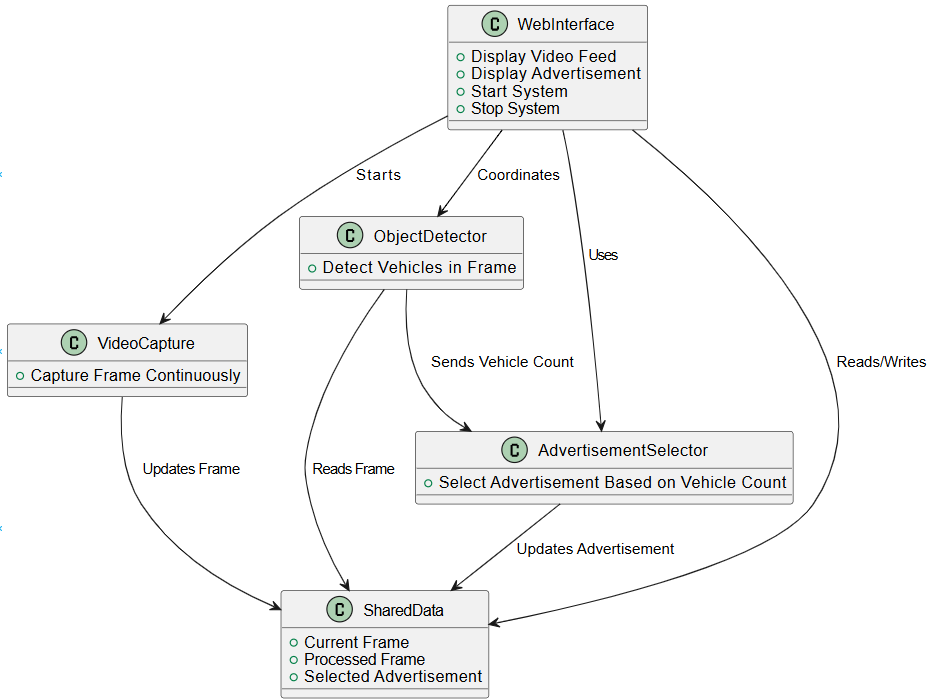 C WebInterface
Display Video Feed
Display Advertisement
Start System
Stop System
Starts
Coordinates
Uses
Reads/Writes
C ObjectDetector
Detect Vehicles in Frame
C VideoCapture
Capture Frame Continuously
Sends Vehicle Count
C AdvertisementSelector
Select Advertisement Based on Vehicle Count
Updates Frame
Reads Frame
Updates Advertisement
C SharedData
Current Frame
Processed Frame
Selected Advertisement